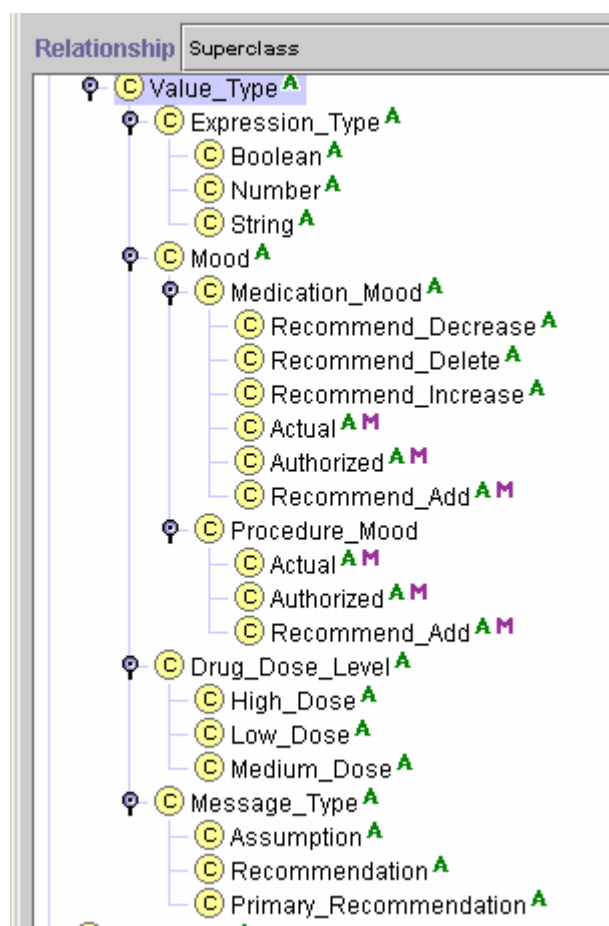 Relationship Superclass
C Value_Type A
C Expression_Type A
C Boolean A
C Number A
C String A
C Mood A
C Medication_Mood A
C Recommend_Decrease A
C Recommend_Delete A
C Recommend_Increase A
C Actual A M
C Authorized A M
C Recommend_Add A M
C Procedure_Mood
C Actual A M
C Authorized A M
C Recommend_Add A M
C Drug_Dose_Level A
C High_Dose A
C Low_Dose A
C Medium_Dose A
C Message_Type A
C Assumption A
C Recommendation A
C Primary_Recommendation A